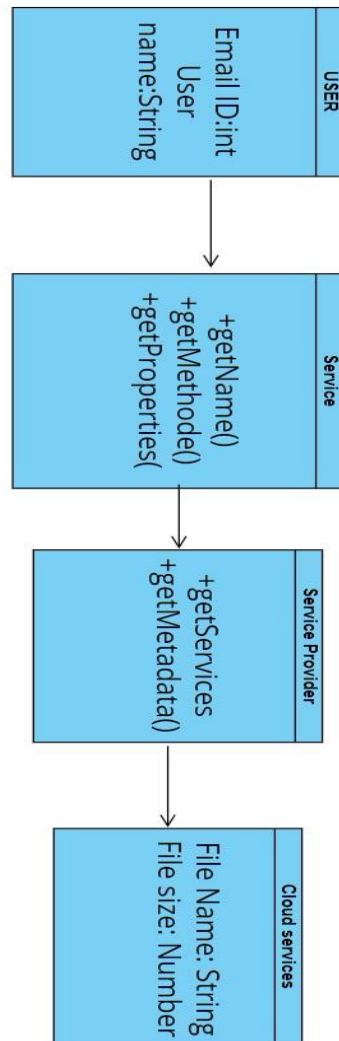 USER
Email ID:int
User
name:String
Service
+getName()
+getMethode()
+getProperties(
Service Provider
+getServices
+getMetadata()
Cloud services
File Name: String
File size: Number